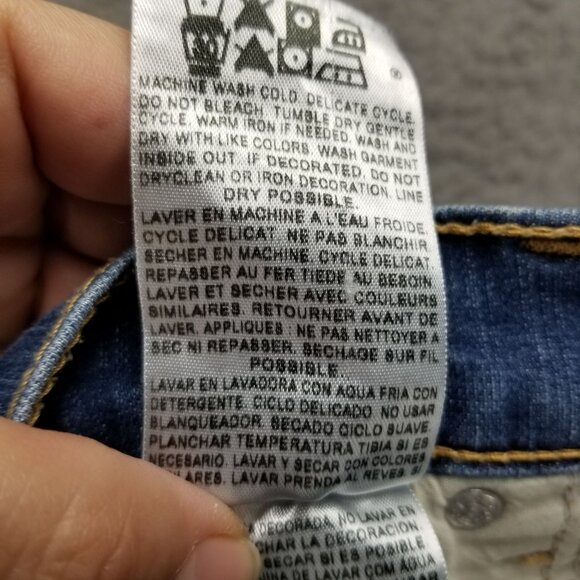 MACHINE WASH COLD, DELICATE CYCLE.
DO NOT BLEACH. TUMBLE DRY GENTLE
CYCLE. WARM IRON IF NEEDED. WASH AND
DRY WITH LIKE COLORS. WASH GARMENT
INSIDE OUT. IF DECORATED, DO NOT
DRYCLEAN OR IRON DECORATION. LINE
DRY POSSIBLE.
LAVER EN MACHINE A L'EAU FROIDE.
CYCLE DELICAT. NE PAS BLANCHIR.
SECHER EN MACHINE. CYCLE DELICAT.
REPASSER AU FER TIEDE AU BESOIN.
LAVER ET SECHER AVEC COULEURS
SIMILAIRES. RETOURNER AVANT DE
LAVER. APPLIQUES : NE PAS NETTOYER A
SEC NI REPASSER. SECHAGE SUR FIL
POSSIBLE.
LAVAR EN LAVADORA CON AGUA FRIA CON
DETERGENTE. CICLO DELICADO. NO USAR
BLANQUEADOR. SECADO CICLO SUAVE.
PLANCHAR TEMPERATURA TIBIA SI ES
NECESARIO. LAVAR Y SECAR CON COLORES
LARES. LAVAR PRENDA AL REVES. SI
DECORADA, NO LAVAR EN
CHAR LA DECORACION.
SECAR SI ES POSIBLE.
CON AGUA